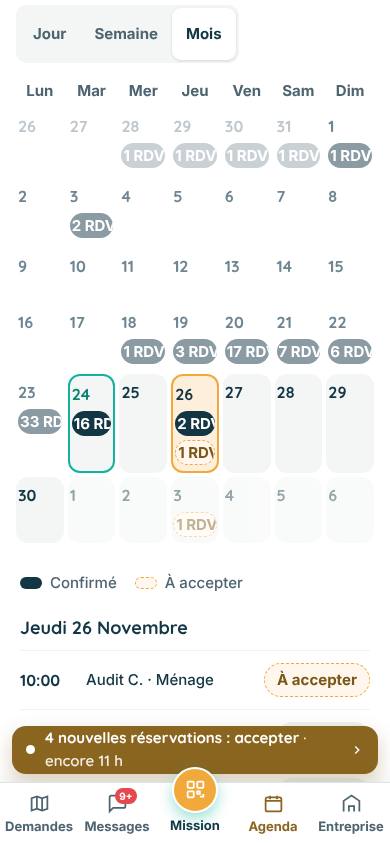 Jour Semaine Mois
Lun Mar Mer Jeu Ven Sam Dim
26 27 28 29 30 31 1
1 RDV 1 RDV 1 RDV 1 RDV 1 RDV
2 3 4 5 6 7 8
2 RDV
9 10 11 12 13 14 15
16 17 18 19 20 21 22
1 RDV 3 RDV 17 RD 7 RDV 6 RDV
23 24 25 26 27 28 29
33 RD 16 RD 2 RDV
1 RDV
30 1 2 3 4 5 6
1 RDV
Confirmé À accepter
Jeudi 26 Novembre
10:00 Audit C. · Ménage À accepter
4 nouvelles réservations : accepter ·
encore 11 h
9+
Demandes Messages Mission Agenda Entreprise